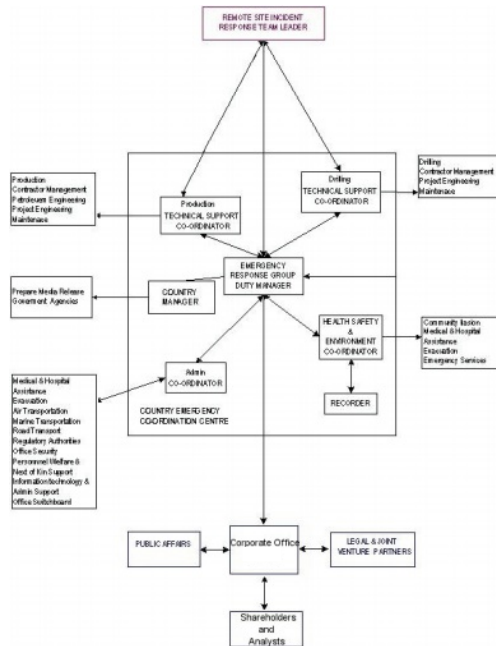 REMOTE SITE INCIDENT
RESPONSE TEAM LEADER
Production
Contractor Management
Petroleum Engineering
Project Engineering
Maintenase
Production
TECHNICAL SUPPORT
CO-ORDINATOR
Drilling
TECHNICAL SUPPORT
CO-ORDINATOR
Drilling
Contractor Management
Project Engineering
Maintenase
EMERGENCY
RESPONSE GROUP
DUTY MANAGER
Prepare Media Release
Government Agencies
COUNTRY
MANAGER
HEALTH SAFETY
&
ENVIRONMENT
CO-ORDINATOR
Community liasion
Medical & Hospital
Assistance
Evacuation
Emergency Services
Admin
CO-ORDINATOR
RECORDER
COUNTRY EMERGENCY
CO-ORDINATION CENTRE
Medical & Hospital
Assistance
Evacuation
Air Transportation
Marine Transportation
Road Transport
Regulatory Authorities
Office Security
Personnel Welfare &
Next of Kin Support
Information technology &
Admin Support
Office Switchboard
PUBLIC AFFAIRS
Corporate Office
LEGAL & JOINT
VENTURE PARTNERS
Shareholders
and
Analysts